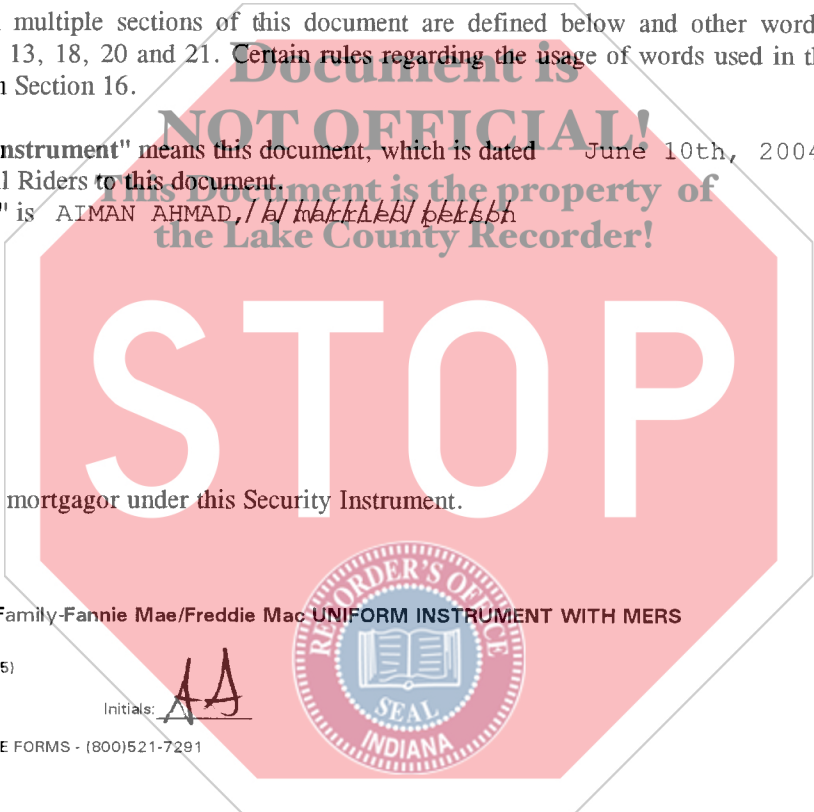 multiple sections of this document are defined below and other word
13, 18, 20 and 21. Certain rules regarding the usage of words used in th
Section 16.
Document is
NOT OFFICIAL!
nstrument" means this document, which is dated June 10th, 2004
l Riders to this document.
This Document is the property of
" is AIMAN AHMAD, a married person
the Lake County Recorder!
STOP
mortgagor under this Security Instrument.
Family-Fannie Mae/Freddie Mac UNIFORM INSTRUMENT WITH MERS
5)
Initials: AA
E FORMS - (800)521-7291
RECORDER'S OFFICE
SEAL
INDIANA